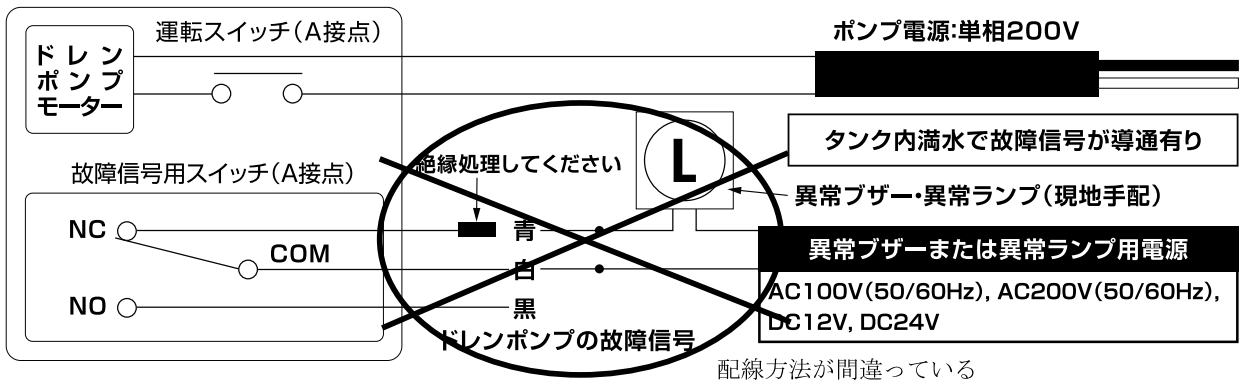 運転スイッチ(A接点)
ポンプ電源:単相200V
ドレン
ポンプ
モーター
タンク内満水で故障信号が導通有り
L
絶縁処理してください
故障信号用スイッチ(A接点)
異常ブザー・異常ランプ(現地手配)
NC
青
COM
白
異常ブザーまたは異常ランプ用電源
NO
黒
AC100V(50/60Hz), AC200V(50/60Hz),
DC12V, DC24V
ドレンポンプの故障信号
配線方法が間違っている